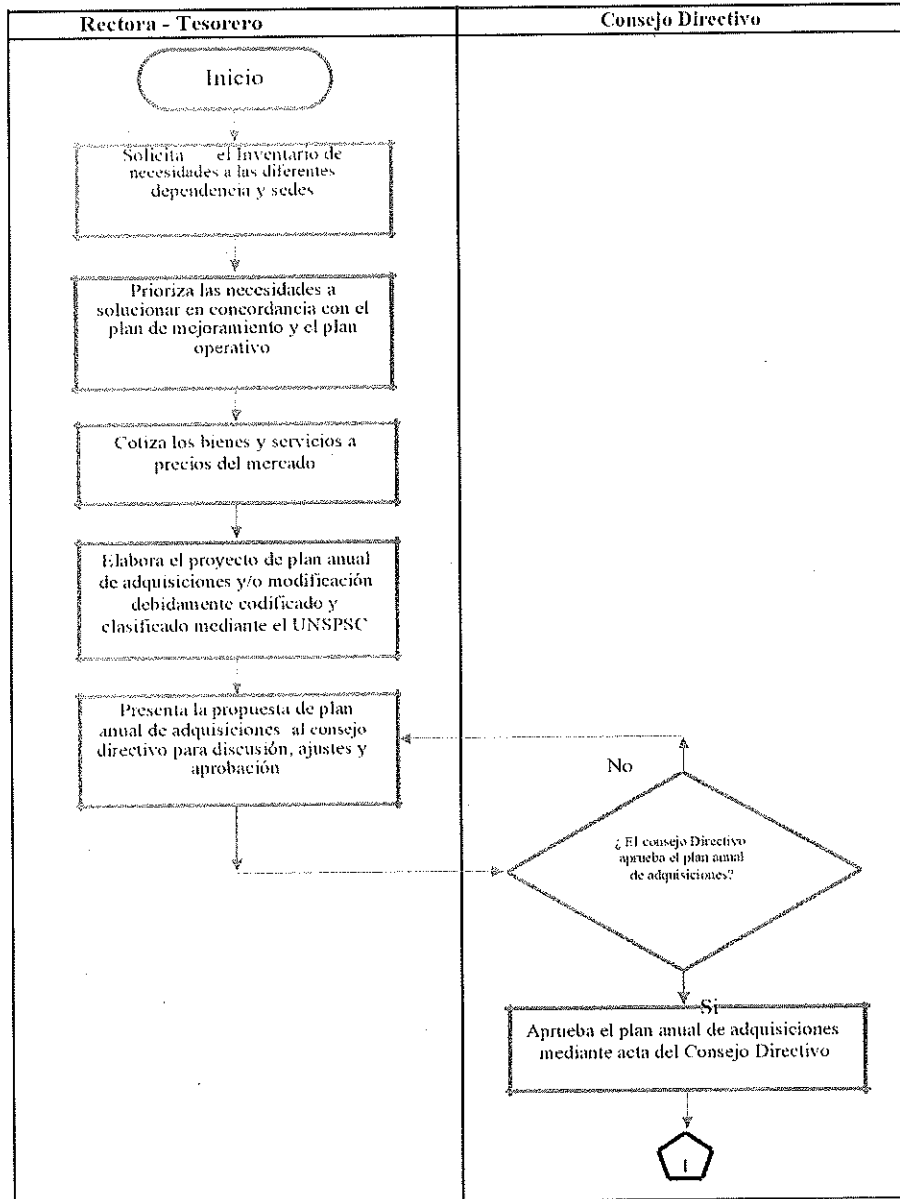 Rectora - Tesorero
Consejo Directivo
Inicio
Solicita el Inventario de
necesidades a las diferentes
dependencia y sedes
Prioriza las necesidades a
solucionar en concordancia con el
plan de mejoramiento y el plan
operativo
Cotiza los bienes y servicios a
precios del mercado
Elabora el proyecto de plan anual
de adquisiciones y/o modificación
debidamente codificado y
clasificado mediante el UNSPSC
Presenta la propuesta de plan
anual de adquisiciones al consejo
directivo para discusión, ajustes y
aprobación
No
¿ El consejo Directivo
aprueba el plan anual
de adquisiciones?
Si
Aprueba el plan anual de adquisiciones
mediante acta del Consejo Directivo
1